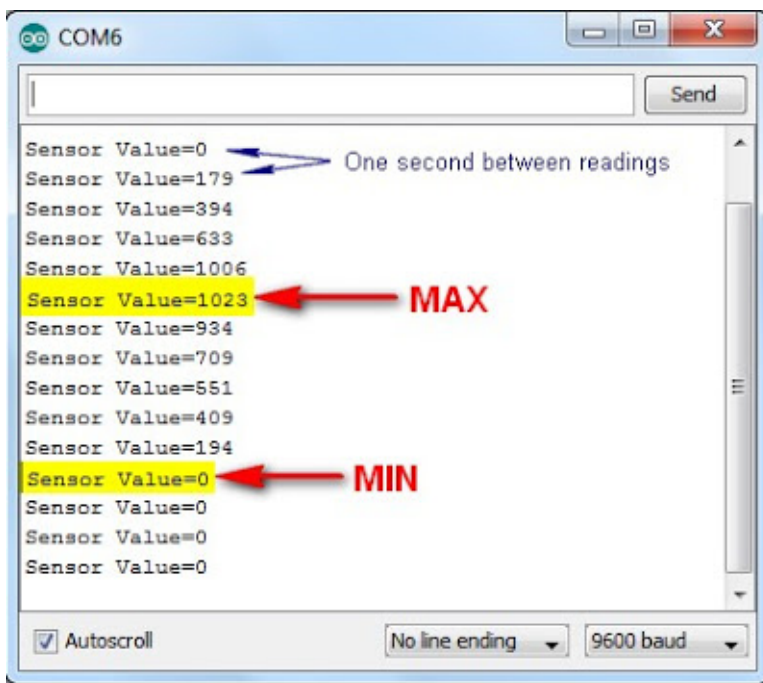 COM6
Send
Sensor Value=0
One second between readings
Sensor Value=179
Sensor Value=394
Sensor Value=633
Sensor Value=1006
Sensor Value=1023 MAX
Sensor Value=934
Sensor Value=709
Sensor Value=551
Sensor Value=409
Sensor Value=194
Sensor Value=0 MIN
Sensor Value=0
Sensor Value=0
Sensor Value=0
Autoscroll No line ending 9600 baud